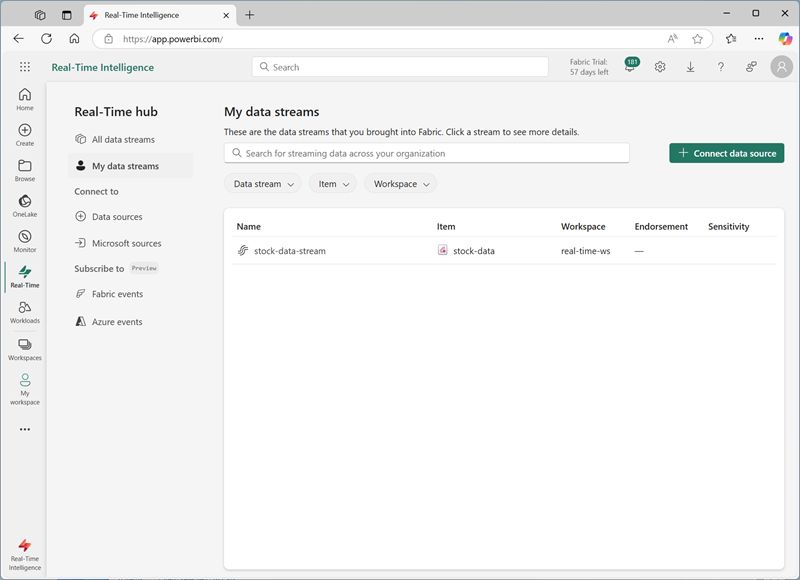 Real-Time Intelligence
https://app.powerbi.com/
Real-Time Intelligence
Search
Fabric Trial:
57 days left
181
Home
Create
Browse
OneLake
Monitor
Real-Time
Workloads
Workspaces
My
workspace
Real-Time
Intelligence
Real-Time hub
All data streams
My data streams
Connect to
Data sources
Microsoft sources
Subscribe to Preview
Fabric events
Azure events
My data streams
These are the data streams that you brought into Fabric. Click a stream to see more details.
Search for streaming data across your organization
Connect data source
Data stream Item Workspace
Name Item Workspace Endorsement Sensitivity
stock-data-stream stock-data real-time-ws —